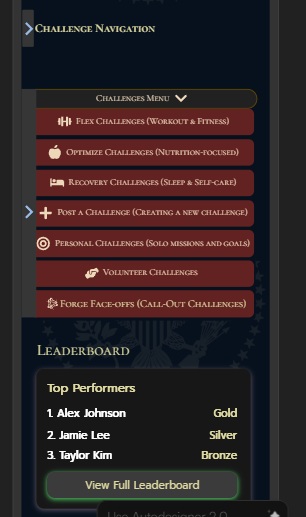 Challenge Navigation
Challenges Menu
Flex Challenges (Workout & Fitness)
Optimize Challenges (Nutrition-focused)
Recovery Challenges (Sleep & Self-care)
Post a Challenge (Creating a new challenge)
Personal Challenges (Solo missions and goals)
Volunteer Challenges
Forge Face-offs (Call-Out Challenges)
Leaderboard
Top Performers
1. Alex Johnson Gold
2. Jamie Lee Silver
3. Taylor Kim Bronze
View Full Leaderboard
Use Autodesigner 2.0